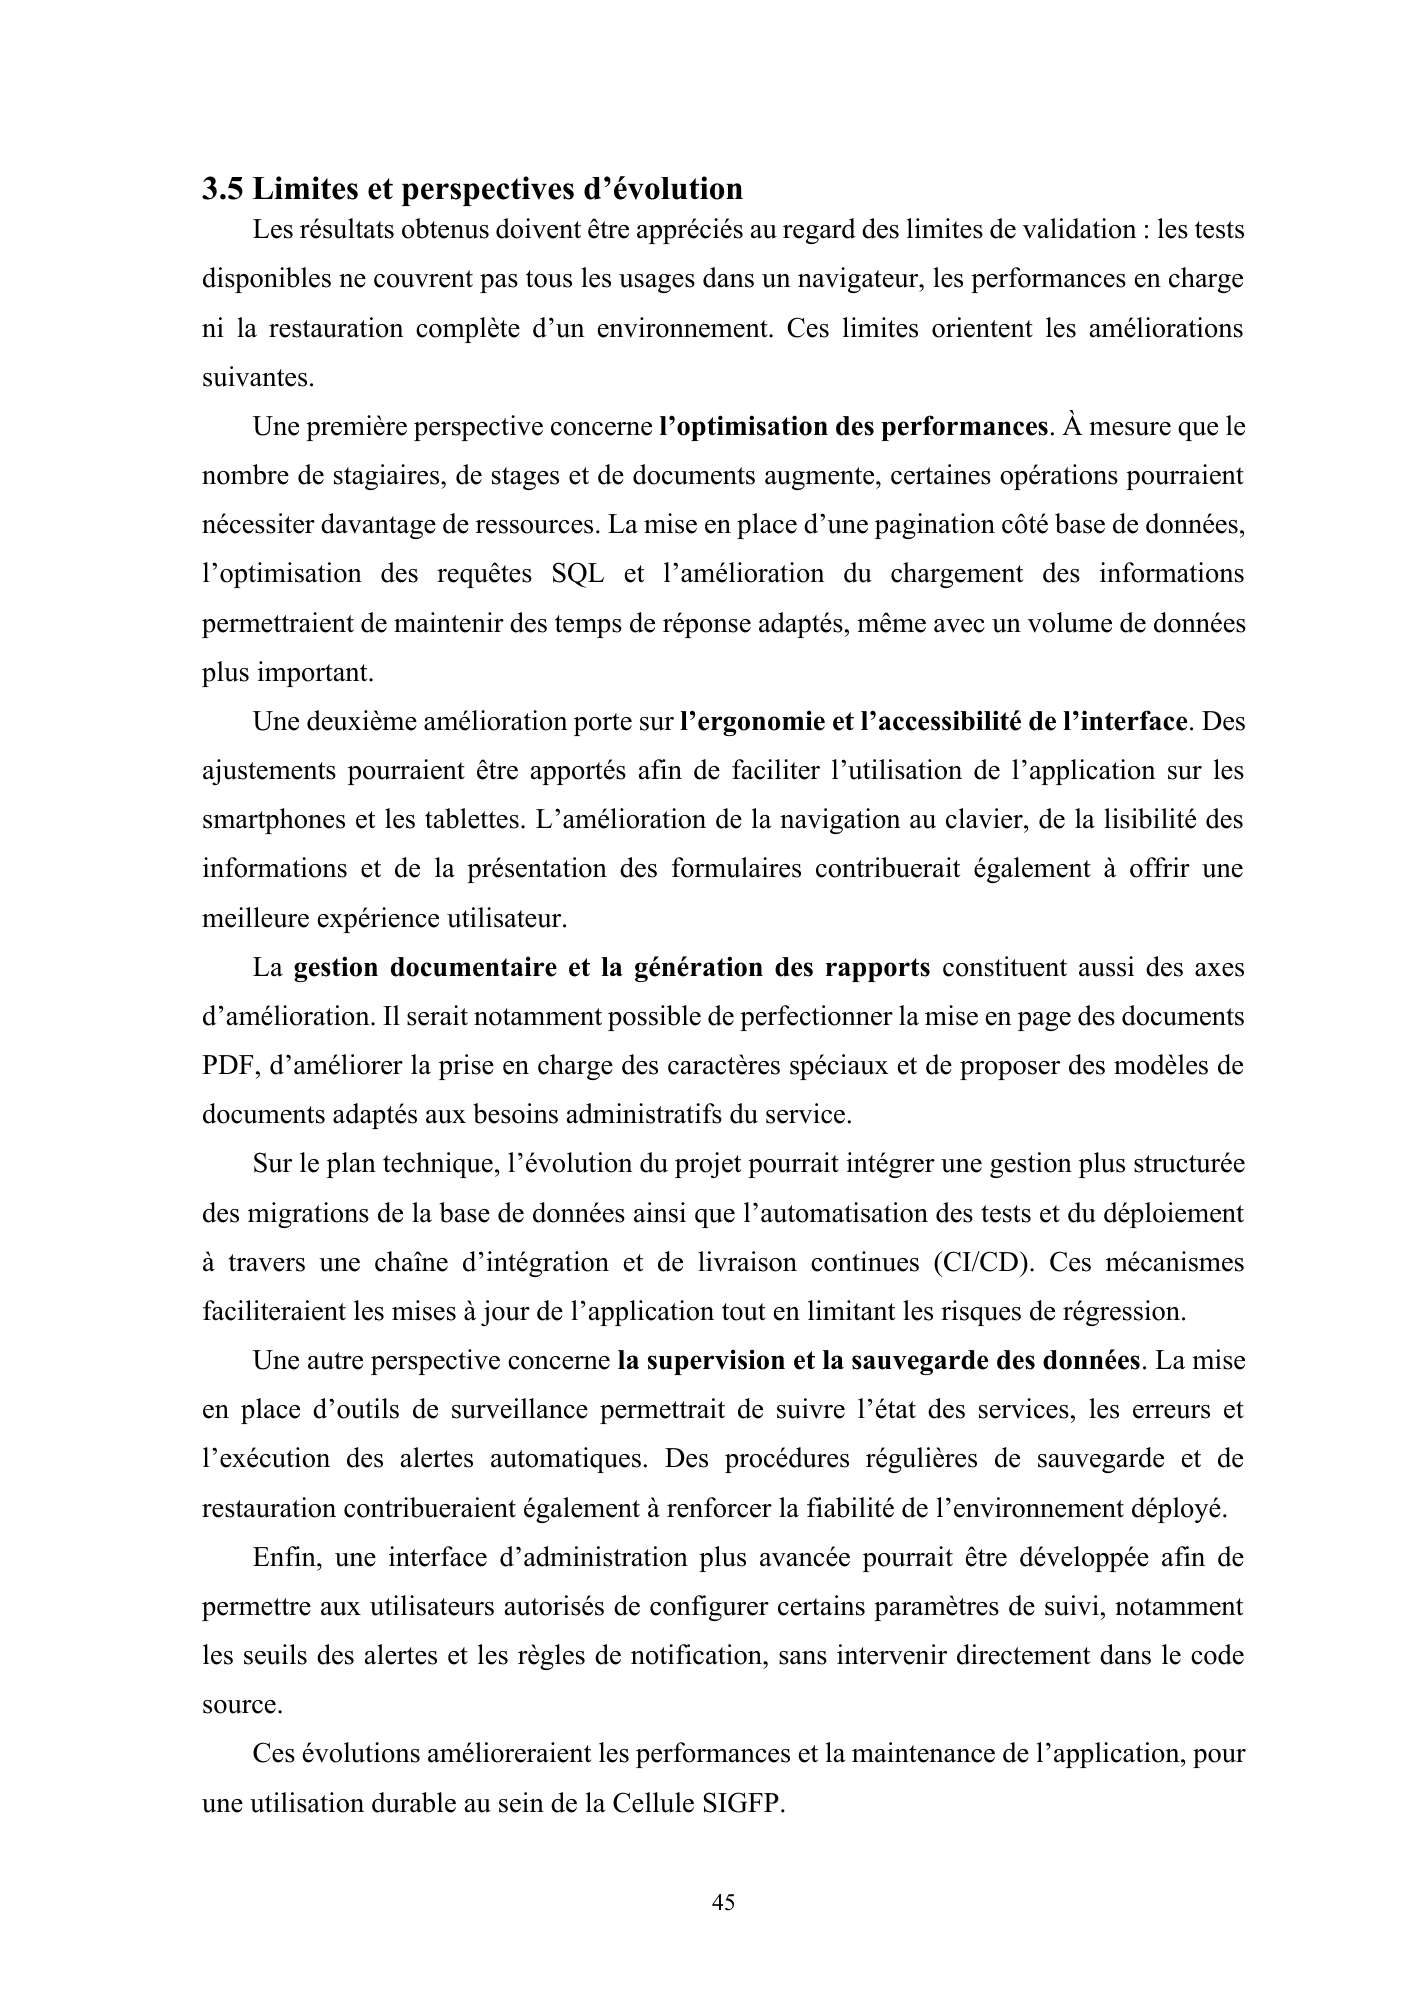 3.5 Limites et perspectives d’évolution
Les résultats obtenus doivent être appréciés au regard des limites de validation : les tests
disponibles ne couvrent pas tous les usages dans un navigateur, les performances en charge
ni la restauration complète d’un environnement. Ces limites orientent les améliorations
suivantes.
Une première perspective concerne l’optimisation des performances. À mesure que le
nombre de stagiaires, de stages et de documents augmente, certaines opérations pourraient
nécessiter davantage de ressources. La mise en place d’une pagination côté base de données,
l’optimisation des requêtes SQL et l’amélioration du chargement des informations
permettraient de maintenir des temps de réponse adaptés, même avec un volume de données
plus important.
Une deuxième amélioration porte sur l’ergonomie et l’accessibilité de l’interface. Des
ajustements pourraient être apportés afin de faciliter l’utilisation de l’application sur les
smartphones et les tablettes. L’amélioration de la navigation au clavier, de la lisibilité des
informations et de la présentation des formulaires contribuerait également à offrir une
meilleure expérience utilisateur.
La gestion documentaire et la génération des rapports constituent aussi des axes
d’amélioration. Il serait notamment possible de perfectionner la mise en page des documents
PDF, d’améliorer la prise en charge des caractères spéciaux et de proposer des modèles de
documents adaptés aux besoins administratifs du service.
Sur le plan technique, l’évolution du projet pourrait intégrer une gestion plus structurée
des migrations de la base de données ainsi que l’automatisation des tests et du déploiement
à travers une chaîne d’intégration et de livraison continues (CI/CD). Ces mécanismes
faciliteraient les mises à jour de l’application tout en limitant les risques de régression.
Une autre perspective concerne la supervision et la sauvegarde des données. La mise
en place d’outils de surveillance permettrait de suivre l’état des services, les erreurs et
l’exécution des alertes automatiques. Des procédures régulières de sauvegarde et de
restauration contribueraient également à renforcer la fiabilité de l’environnement déployé.
Enfin, une interface d’administration plus avancée pourrait être développée afin de
permettre aux utilisateurs autorisés de configurer certains paramètres de suivi, notamment
les seuils des alertes et les règles de notification, sans intervenir directement dans le code
source.
Ces évolutions amélioreraient les performances et la maintenance de l’application, pour
une utilisation durable au sein de la Cellule SIGFP.
45